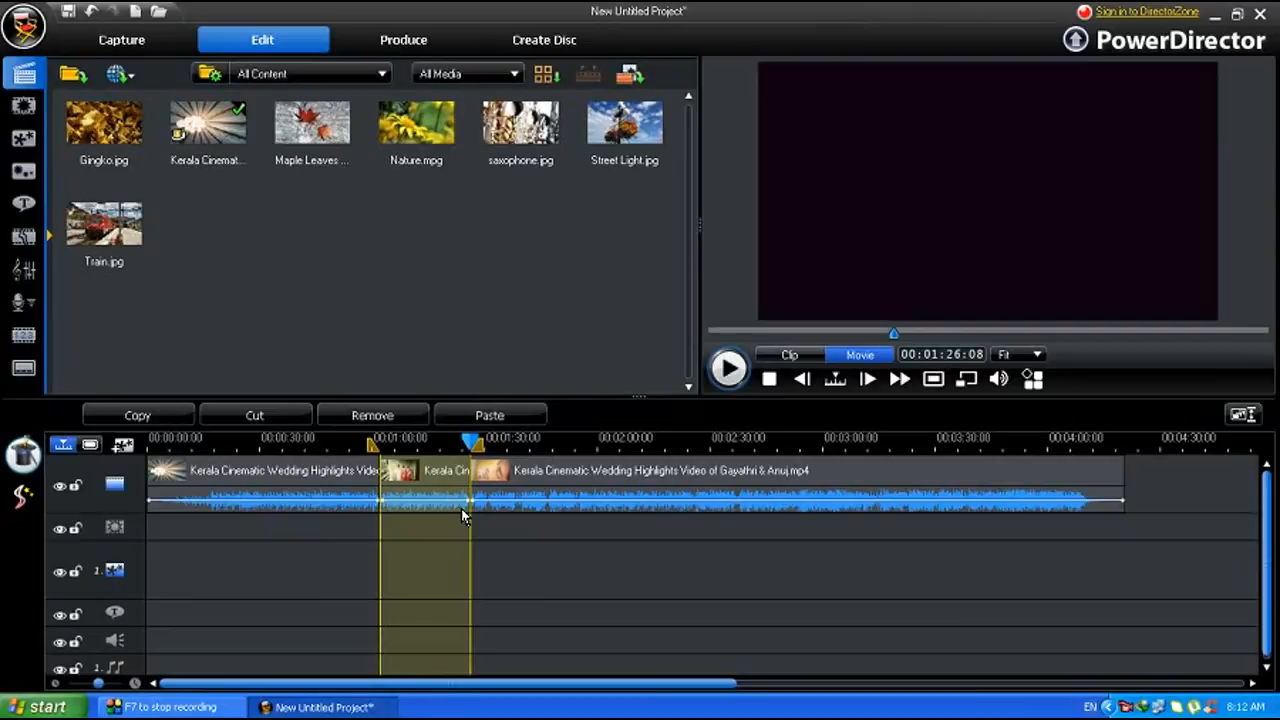 New Untitled Project*
Sign in to DirectorZone
Capture
Edit
Produce
Create Disc
PowerDirector
All Content
All Media
Gingko.jpg
Kerala Cinemat...
Maple Leaves ...
Nature.mpg
saxophone.jpg
Street Light.jpg
Train.jpg
Clip
Movie
00:01:26:08
Fit
Copy
Cut
Remove
Paste
00:00:00:00
00:00:30:00
00:01:00:00
00:01:30:00
00:02:00:00
00:02:30:00
00:03:00:00
00:03:30:00
00:04:00:00
00:04:30:00
Kerala Cinematic Wedding Highlights Vide
Kerala Cin
Kerala Cinematic Wedding Highlights Video of Gayathri & Anuj.mp4
1.
1.
start
F7 to stop recording
New Untitled Project*
EN
8:12 AM